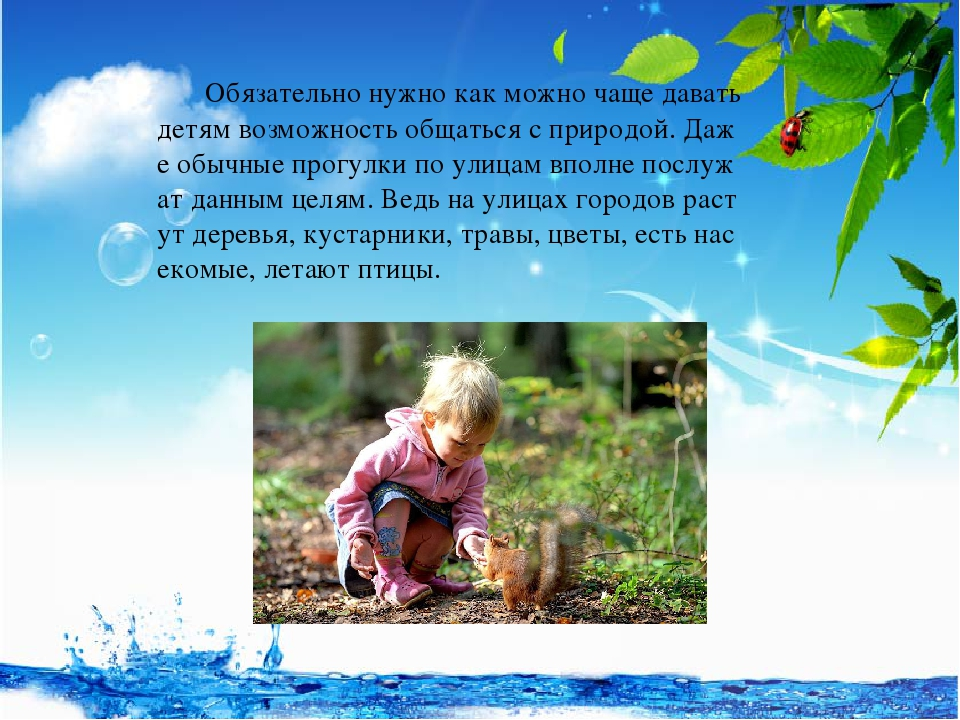 Обязательно нужно как можно чаще давать
детям возможность общаться с природой. Даж
е обычные прогулки по улицам вполне послуж
ат данным целям. Ведь на улицах городов раст
ут деревья, кустарники, травы, цветы, есть нас
екомые, летают птицы.